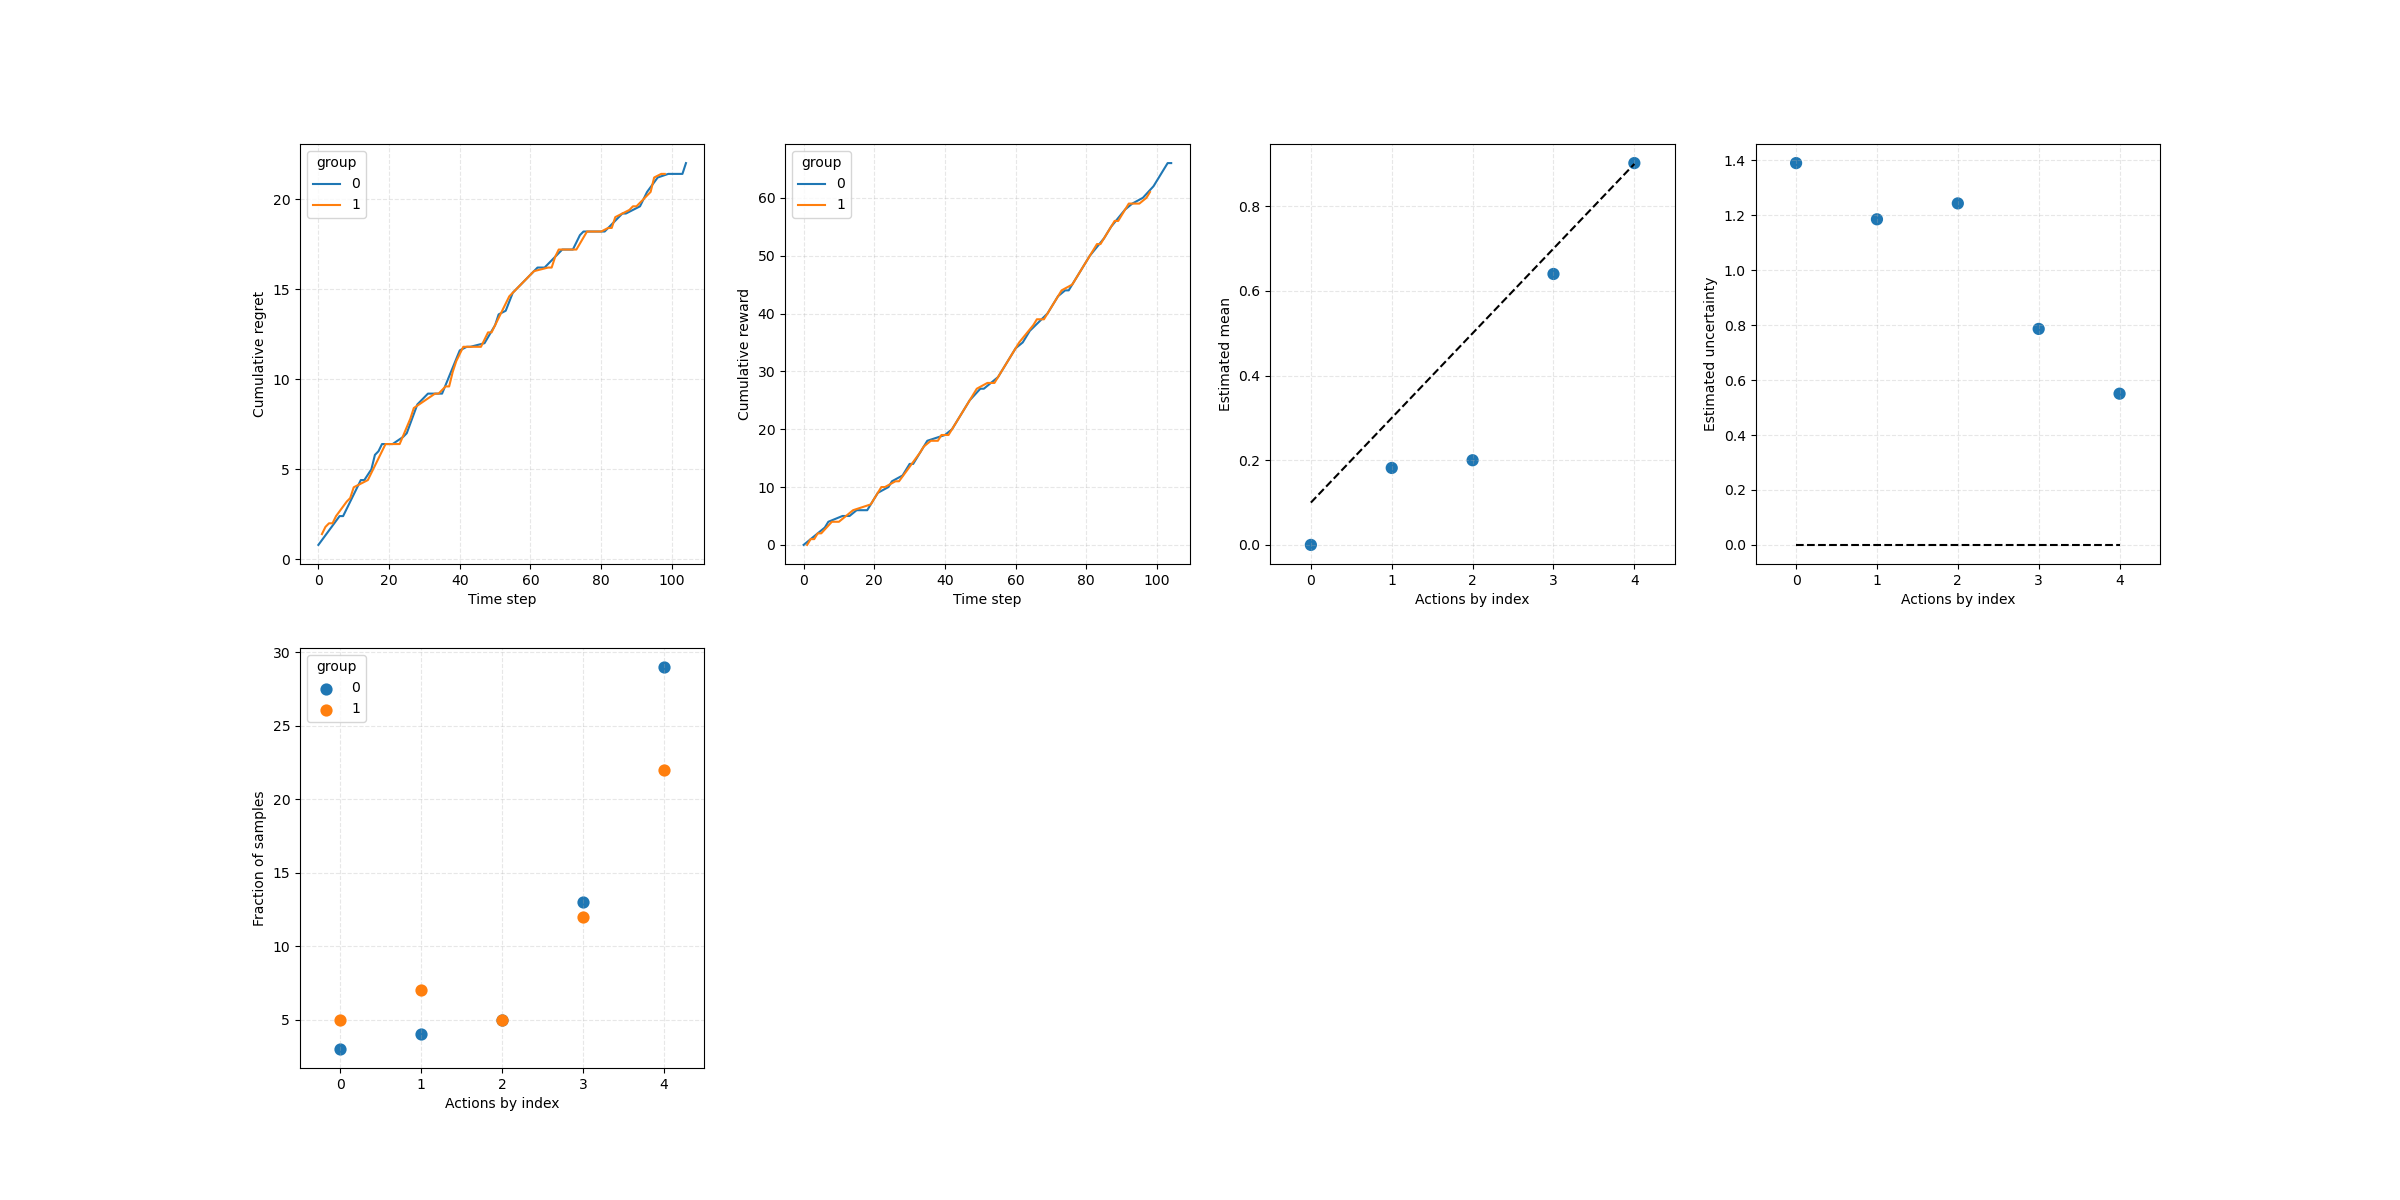 group
0
1
20
15
10
5
0
Cumulative regret
0 20 40 60 80 100
Time step
group
0
1
60
50
40
30
20
10
0
Cumulative reward
0 20 40 60 80 100
Time step
0.8
0.6
0.4
0.2
0.0
Estimated mean
0 1 2 3 4
Actions by index
1.4
1.2
1.0
0.8
0.6
0.4
0.2
0.0
Estimated uncertainty
0 1 2 3 4
Actions by index
group
0
1
30
25
20
15
10
5
Fraction of samples
0 1 2 3 4
Actions by index